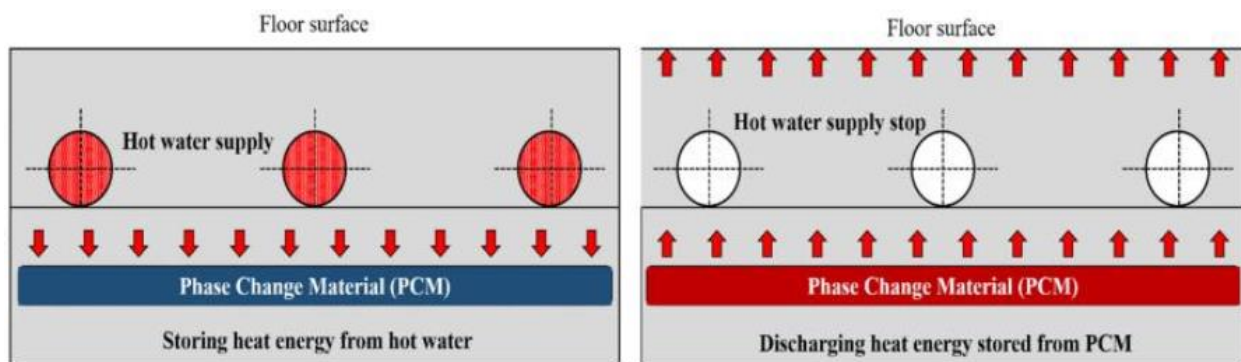 Floor surface
Hot water supply
Phase Change Material (PCM)
Storing heat energy from hot water
Floor surface
Hot water supply stop
Phase Change Material (PCM)
Discharging heat energy stored from PCM